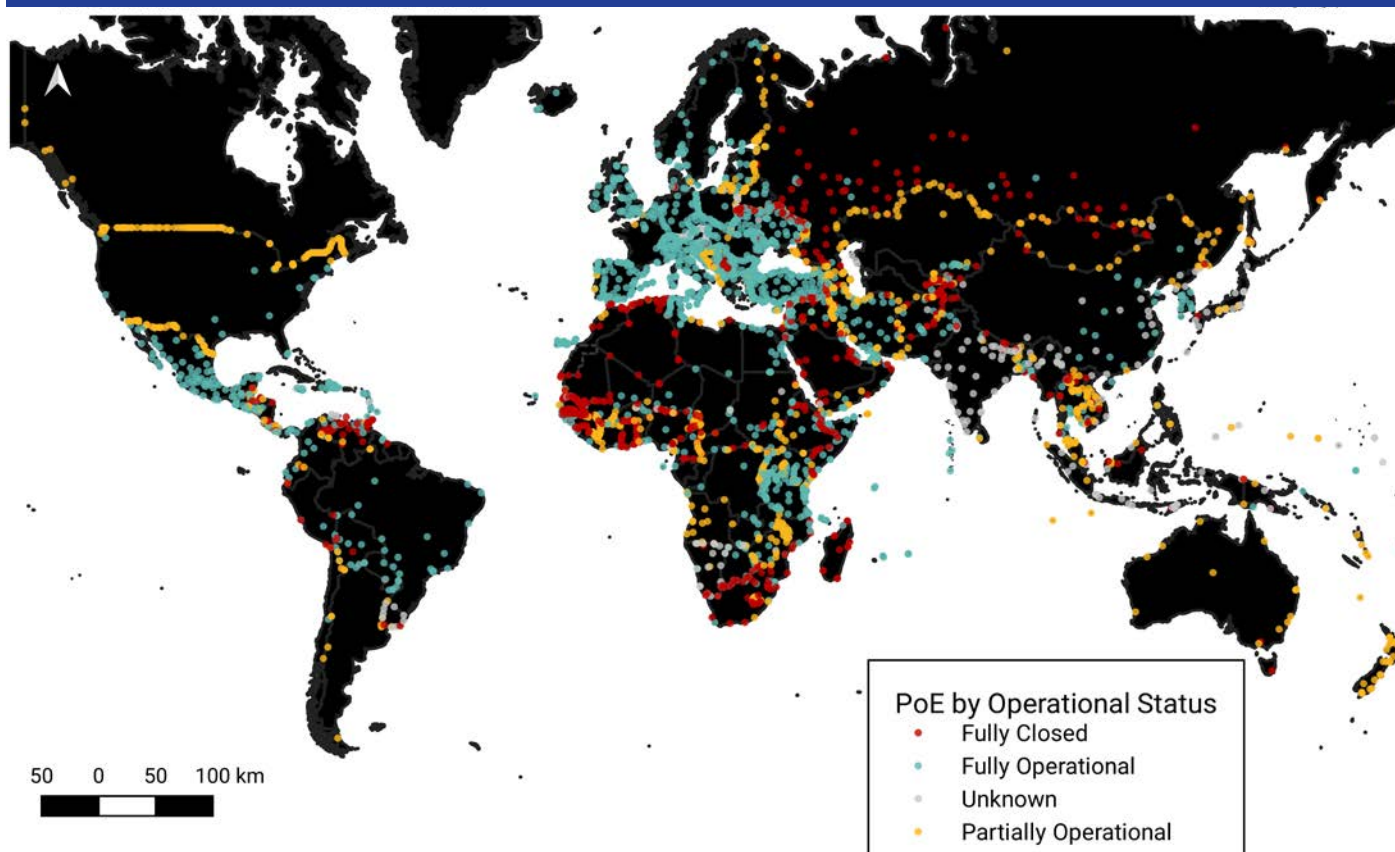 PoE by Operational Status
Fully Closed
Fully Operational
Unknown
Partially Operational
50 0 50 100 km